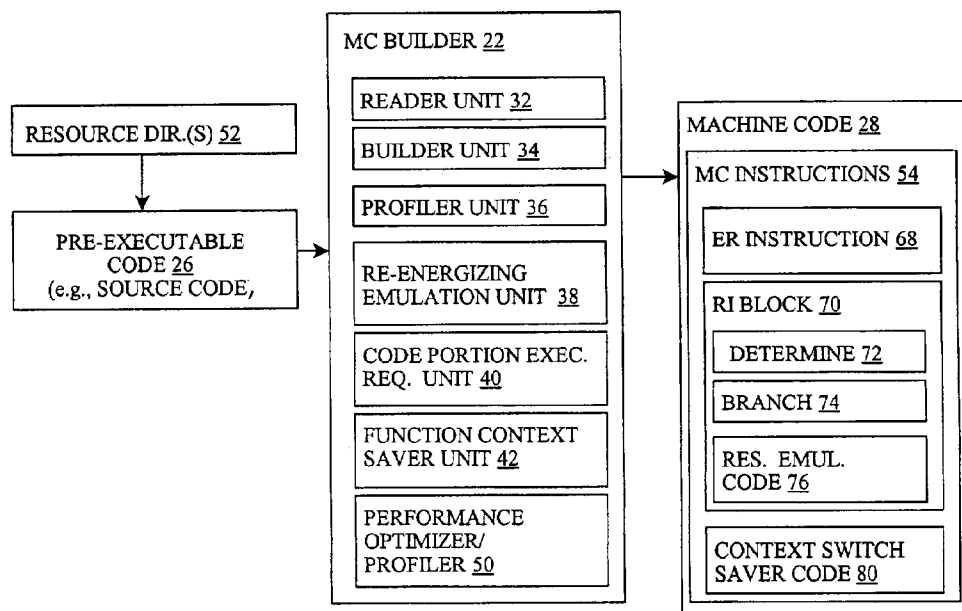 RESOURCE DIR.(S) 52
PRE-EXECUTABLE
CODE 26
(e.g., SOURCE CODE,
MC BUILDER 22
READER UNIT 32
BUILDER UNIT 34
PROFILER UNIT 36
RE-ENERGIZING
EMULATION UNIT 38
CODE PORTION EXEC.
REQ. UNIT 40
FUNCTION CONTEXT
SAVER UNIT 42
PERFORMANCE
OPTIMIZER/
PROFILER 50
MACHINE CODE 28
MC INSTRUCTIONS 54
ER INSTRUCTION 68
RI BLOCK 70
DETERMINE 72
BRANCH 74
RES. EMUL.
CODE 76
CONTEXT SWITCH
SAVER CODE 80